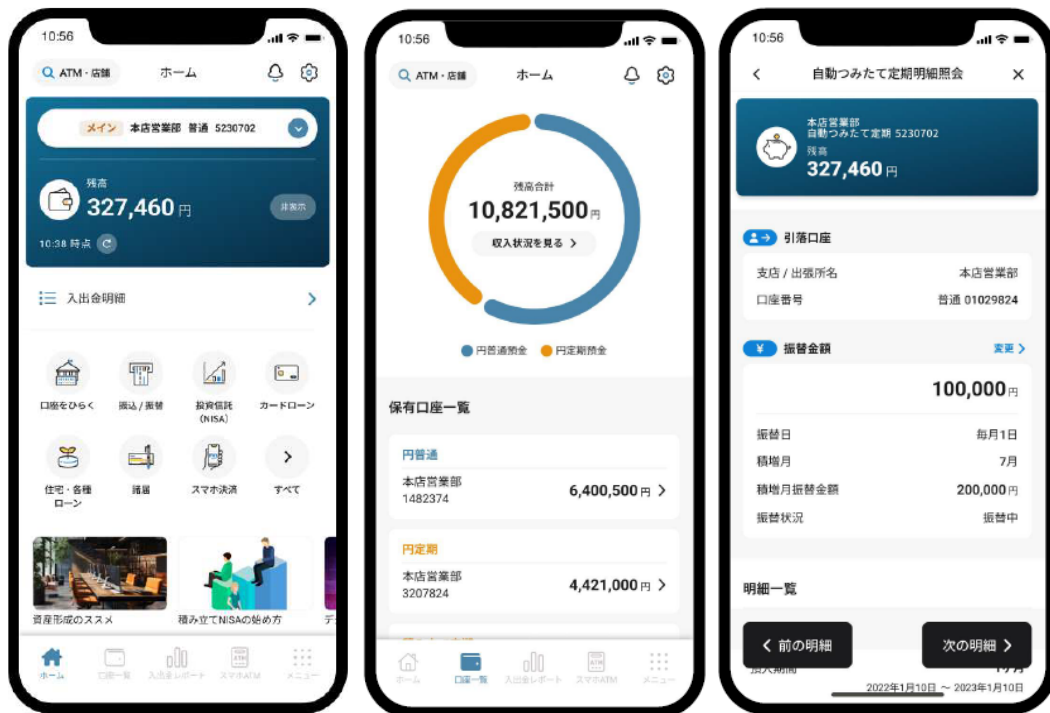 10:56
ATM・店舗
ホーム
メイン 本店営業部 普通 5230702
残高
327,460 円
非表示
10:38 時点
入出金明細
口座をひらく
振込 / 振替
投資信託
(NISA)
カードローン
住宅・各種
ローン
諸届
スマホ決済
すべて
資産形成のススメ
積み立てNISAの始め方
デ
ホーム
口座一覧
入出金レポート
スマホATM
メニュー
10:56
ATM・店舗
ホーム
残高合計
10,821,500円
収入状況を見る
円普通預金
円定期預金
保有口座一覧
円普通
本店営業部
1482374
6,400,500 円
円定期
本店営業部
3207824
4,421,000 円
ホーム
口座一覧
入出金レポート
スマホATM
メニュー
10:56
自動つみたて定期明細照会
本店営業部
自動つみたて定期 5230702
残高
327,460 円
引落口座
支店 / 出張所名
本店営業部
口座番号
普通 01029824
¥ 振替金額
変更
100,000円
振替日
毎月1日
積増月
7月
積増月振替金額
200,000円
振替状況
振替中
明細一覧
前の明細
次の明細
2022年1月10日 ～ 2023年1月10日